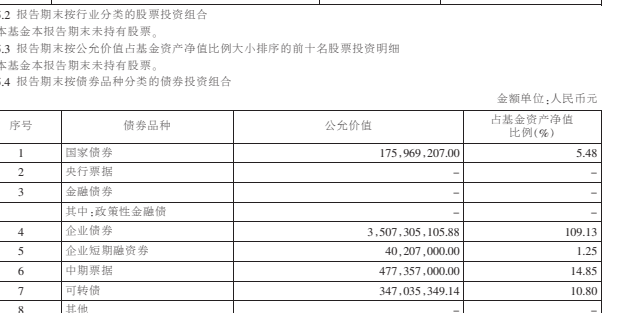 5.2 报告期末按行业分类的股票投资组合
本基金本报告期末未持有股票。
5.3 报告期末按公允价值占基金资产净值比例大小排序的前十名股票投资明细
本基金本报告期末未持有股票。
5.4 报告期末按债券品种分类的债券投资组合
金额单位:人民币元
序号 债券品种 公允价值 占基金资产净值比例(%)
1 国家债券 175,969,207.00 5.48
2 央行票据 – –
3 金融债券 – –
其中:政策性金融债 – –
4 企业债券 3,507,305,105.88 109.13
5 企业短期融资券 40,207,000.00 1.25
6 中期票据 477,357,000.00 14.85
7 可转债 347,035,349.14 10.80
8 其他 – –